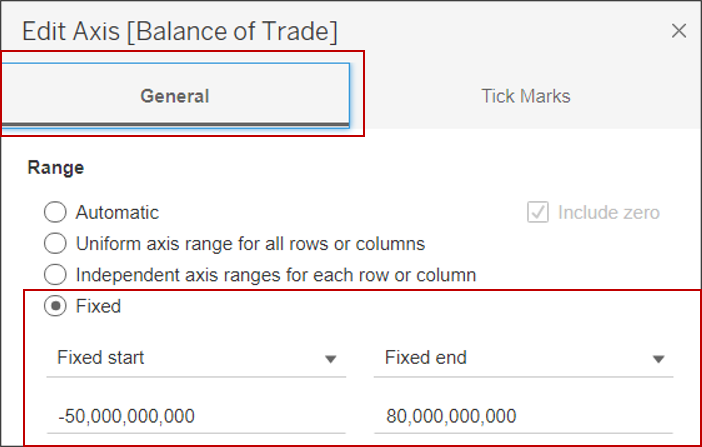 Edit Axis [Balance of Trade]
General Tick Marks
Range
Automatic Include zero
Uniform axis range for all rows or columns
Independent axis ranges for each row or column
Fixed
Fixed start Fixed end
-50,000,000,000 80,000,000,000